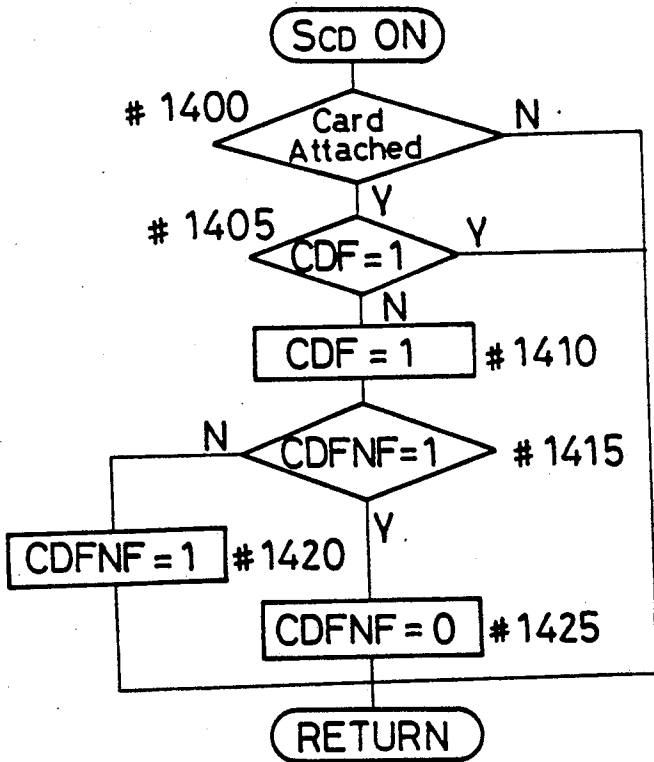 SCD ON
# 1400
Card
Attached
N
Y
# 1405
CDF = 1
Y
N
CDF = 1
# 1410
N
CDFNF=1
# 1415
Y
CDFNF = 1
# 1420
CDFNF = 0
# 1425
RETURN